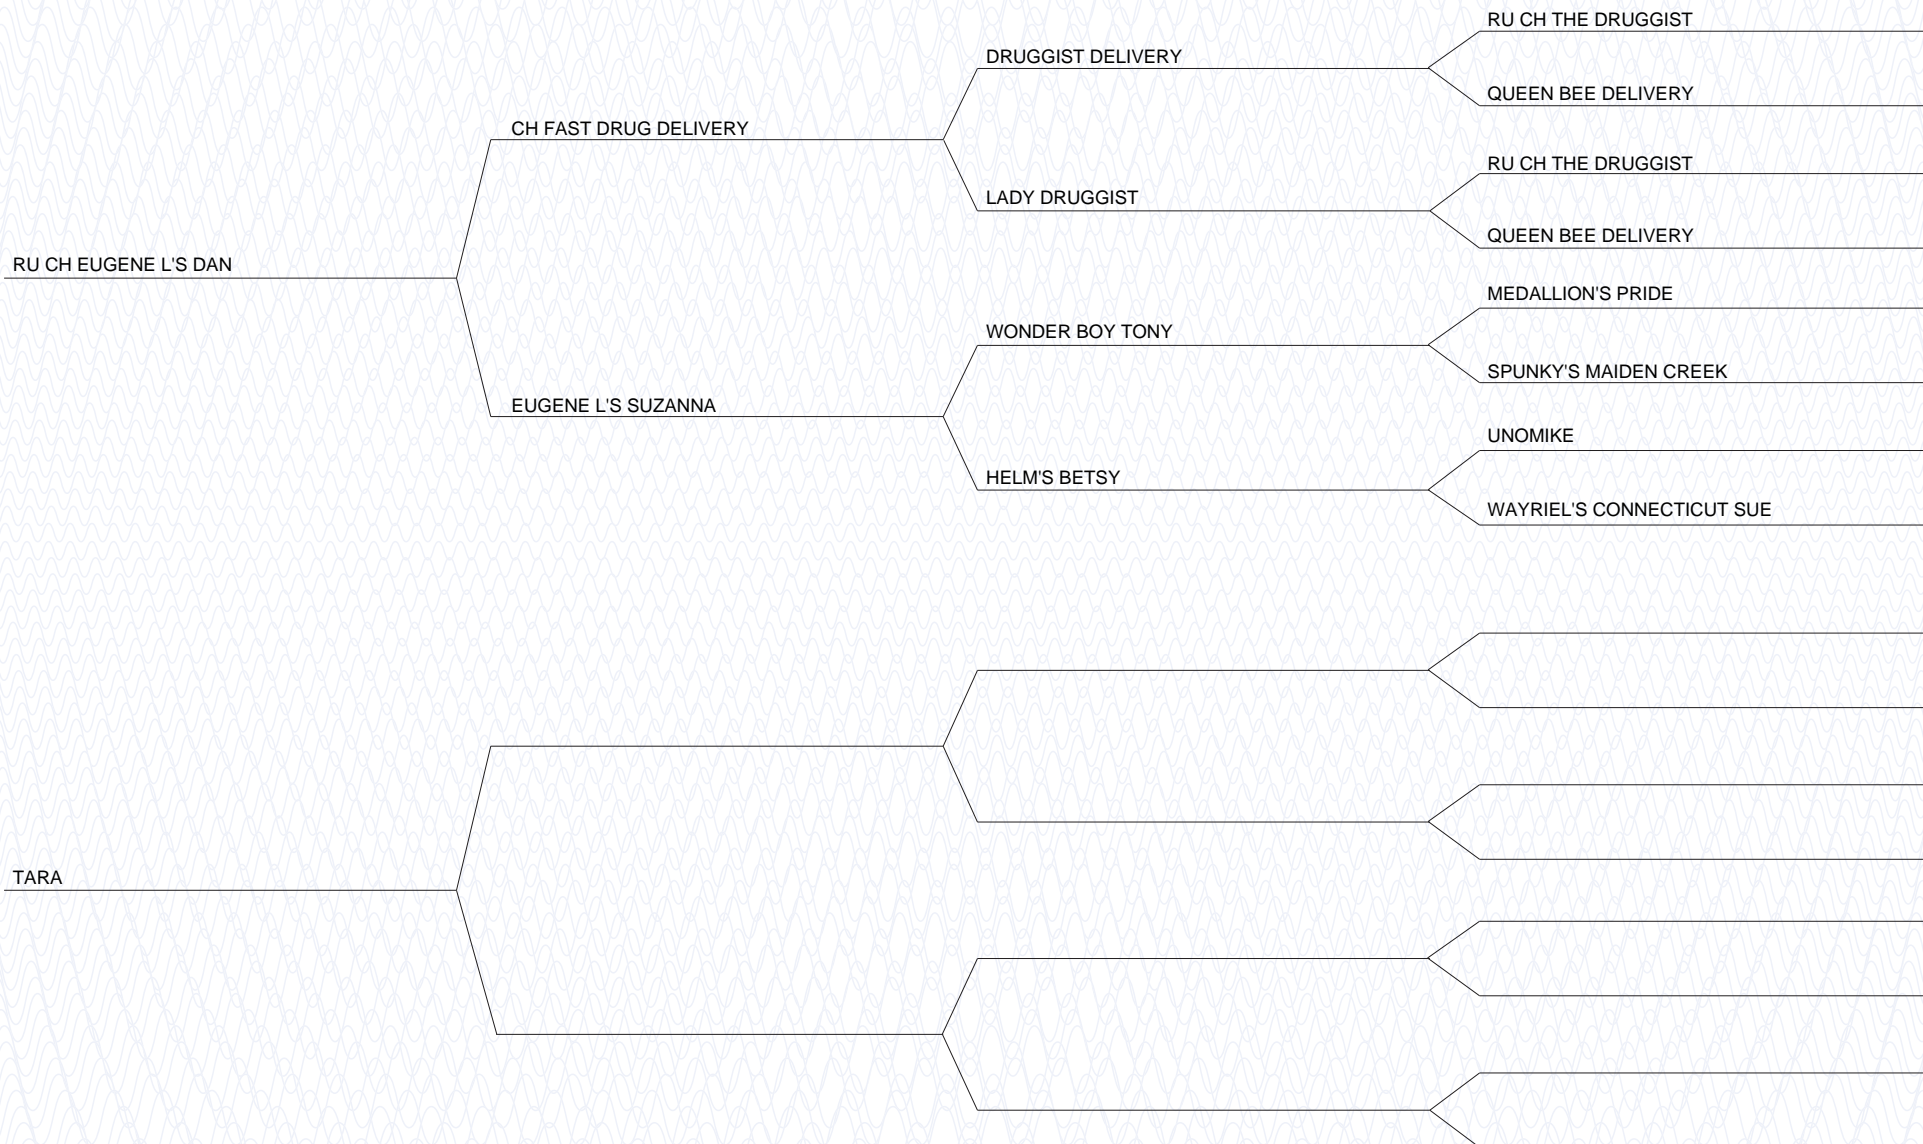 RU CH THE DRUGGIST
DRUGGIST DELIVERY
QUEEN BEE DELIVERY
CH FAST DRUG DELIVERY
RU CH THE DRUGGIST
LADY DRUGGIST
QUEEN BEE DELIVERY
RU CH EUGENE L'S DAN
MEDALLION'S PRIDE
WONDER BOY TONY
SPUNKY'S MAIDEN CREEK
EUGENE L'S SUZANNA
UNOMIKE
HELM'S BETSY
WAYRIEL'S CONNECTICUT SUE
TARA